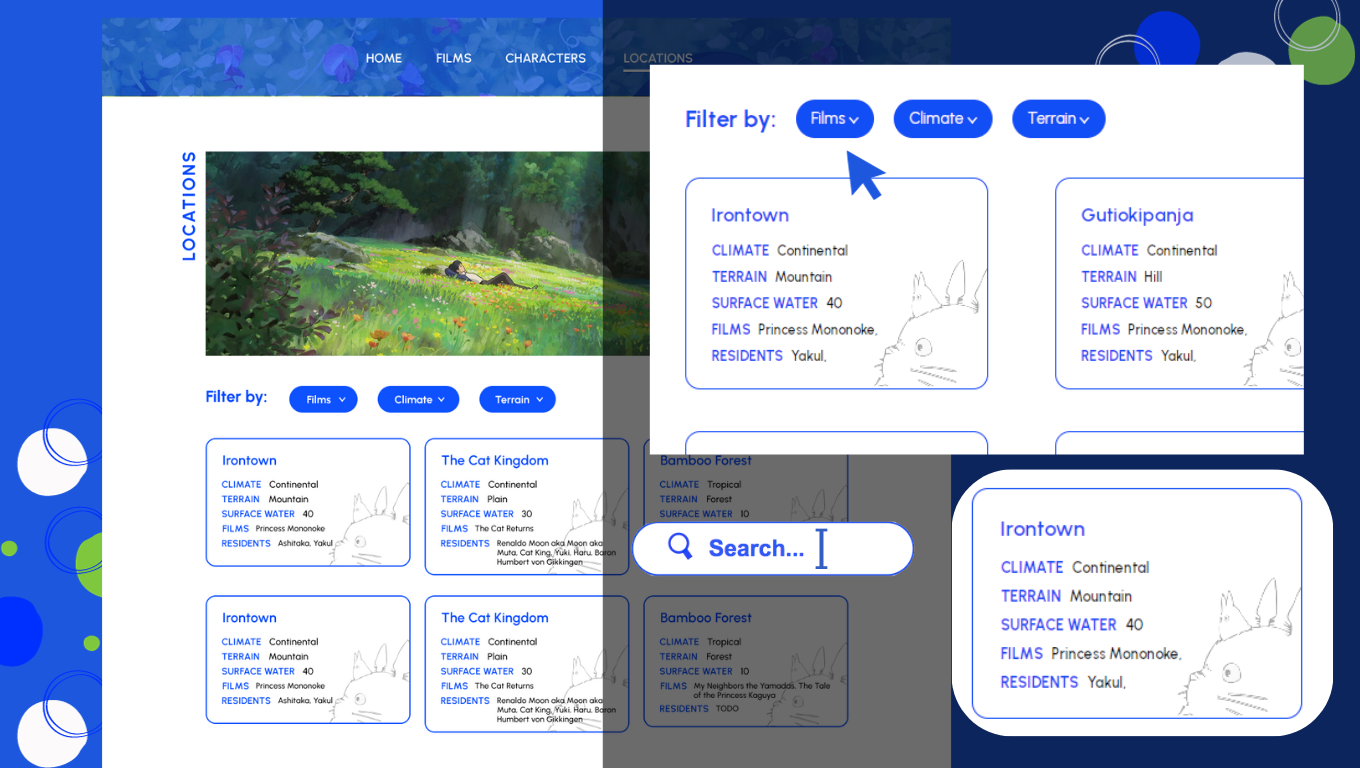 HOME FILMS CHARACTERS LOCATIONS
LOCATIONS
Filter by: Films Climate Terrain
Irontown
CLIMATE Continental
TERRAIN Mountain
SURFACE WATER 40
FILMS Princess Mononoke
RESIDENTS Ashitaka, Yakul
The Cat Kingdom
CLIMATE Continental
TERRAIN Plain
SURFACE WATER 30
FILMS The Cat Returns
RESIDENTS Renaldo Moon aka Moon aka
Muta, Cat King, Yuki, Haru, Baron
Humbert von Gikkingen
Bamboo Forest
CLIMATE Tropical
TERRAIN Forest
SURFACE WATER 10
Irontown
CLIMATE Continental
TERRAIN Mountain
SURFACE WATER 40
FILMS Princess Mononoke
RESIDENTS Ashitaka, Yakul
The Cat Kingdom
CLIMATE Continental
TERRAIN Plain
SURFACE WATER 30
FILMS The Cat Returns
RESIDENTS Renaldo Moon aka Moon aka
Muta, Cat King, Yuki, Haru, Baron
Humbert von Gikkingen
Bamboo Forest
CLIMATE Tropical
TERRAIN Forest
SURFACE WATER 10
FILMS My Neighbors the Yamadas, The Tale
of the Princess Kaguya
RESIDENTS TODO
Filter by: Films Climate Terrain
Irontown
CLIMATE Continental
TERRAIN Mountain
SURFACE WATER 40
FILMS Princess Mononoke,
RESIDENTS Yakul,
Gutiokipanja
CLIMATE Continental
TERRAIN Hill
SURFACE WATER 50
FILMS Princess Mononoke,
RESIDENTS Yakul,
Search...
Irontown
CLIMATE Continental
TERRAIN Mountain
SURFACE WATER 40
FILMS Princess Mononoke,
RESIDENTS Yakul,